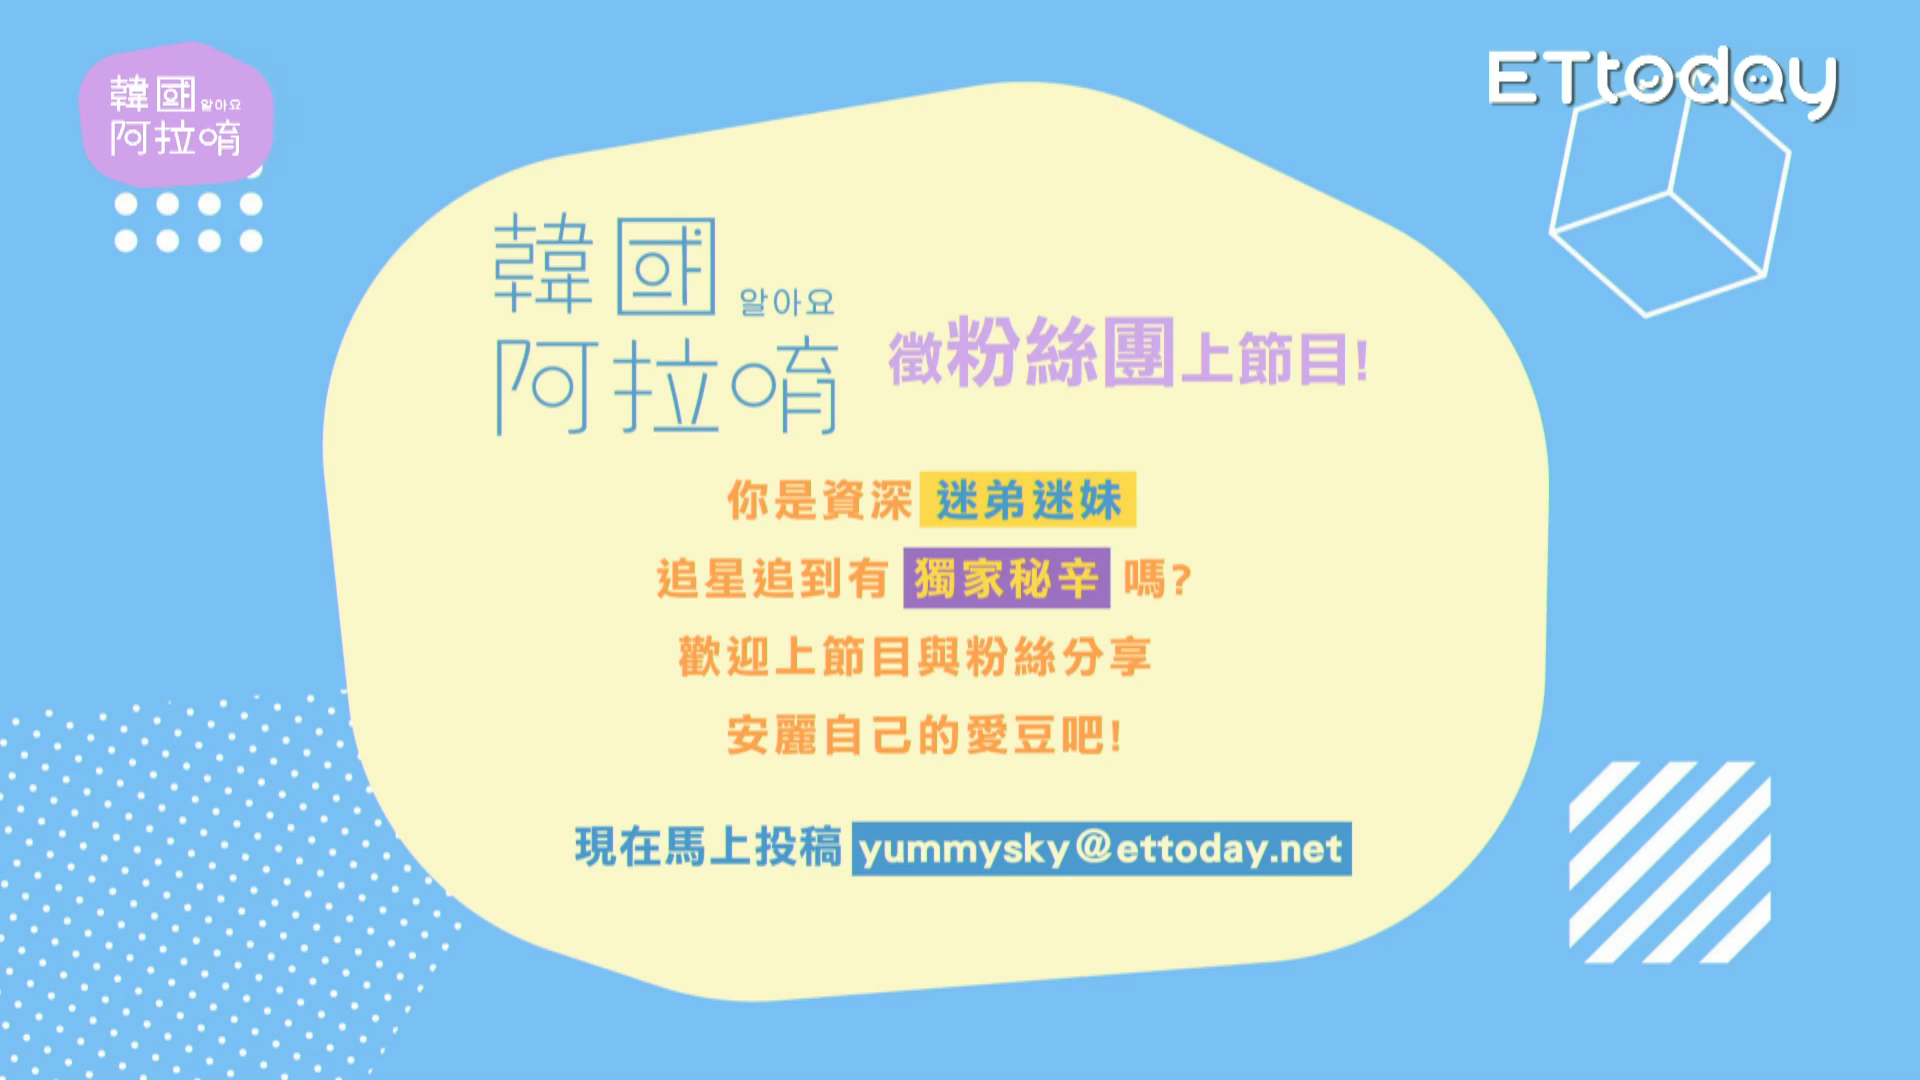 韓國 알아요
阿拉唷
ETtoday
韓國 알아요
阿拉唷
徵粉絲團上節目!
你是資深 迷弟迷妹
追星追到有 獨家秘辛 嗎?
歡迎上節目與粉絲分享
安麗自己的愛豆吧!
現在馬上投稿 yummysky@ettoday.net